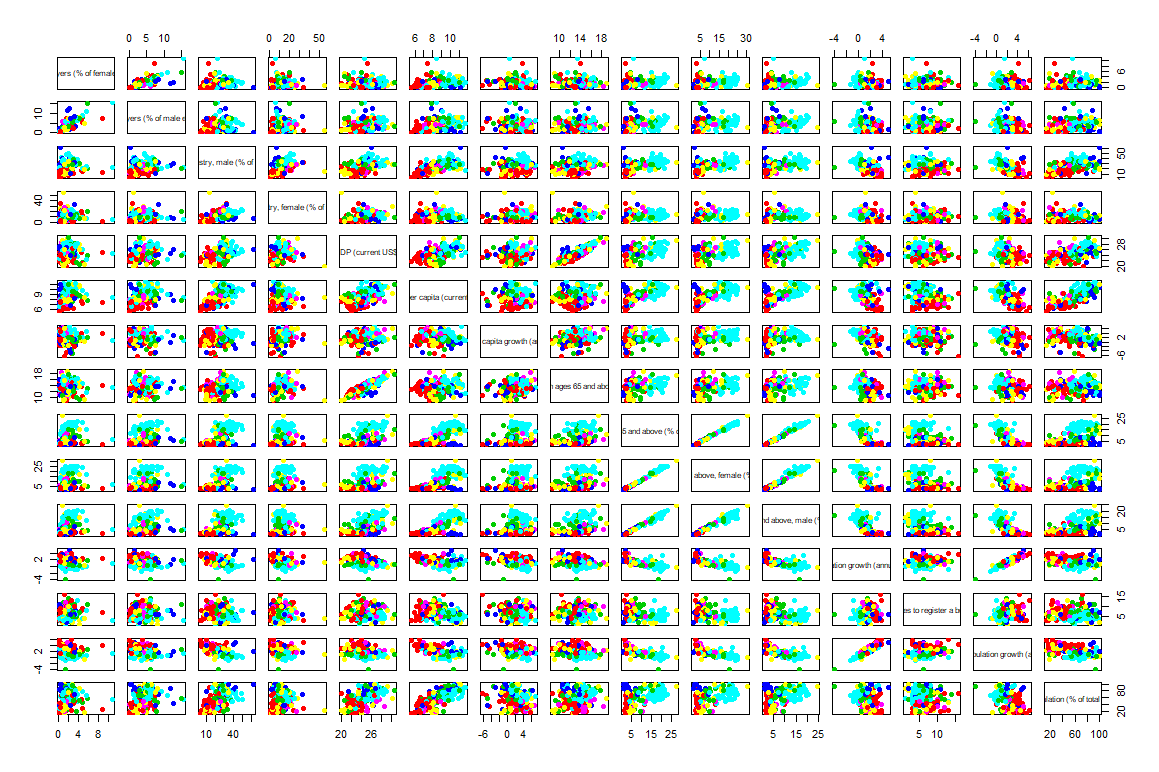 0 5 10
0 20 50
6 8 10
10 14 18
5 15 30
-4 0 4
-4 0 4
vers (% of female
0 6
0 10
vers (% of male e
stry, male (% of
10 50
0 40
try, female (% of
DP (current US$
20 28
6 9
er capita (current
capita growth (a
-6 2
10 18
n ages 65 and abo
5 and above (% o
5 25
5 25
above, female (%
nd above, male (%
5 20
-4 2
ation growth (annu
es to register a b
5 15
-4 2
pulation growth (a
ulation (% of total
20 80
0 4 8
10 40
20 26
-6 0 4
5 15 25
5 15 25
5 10
20 60 100